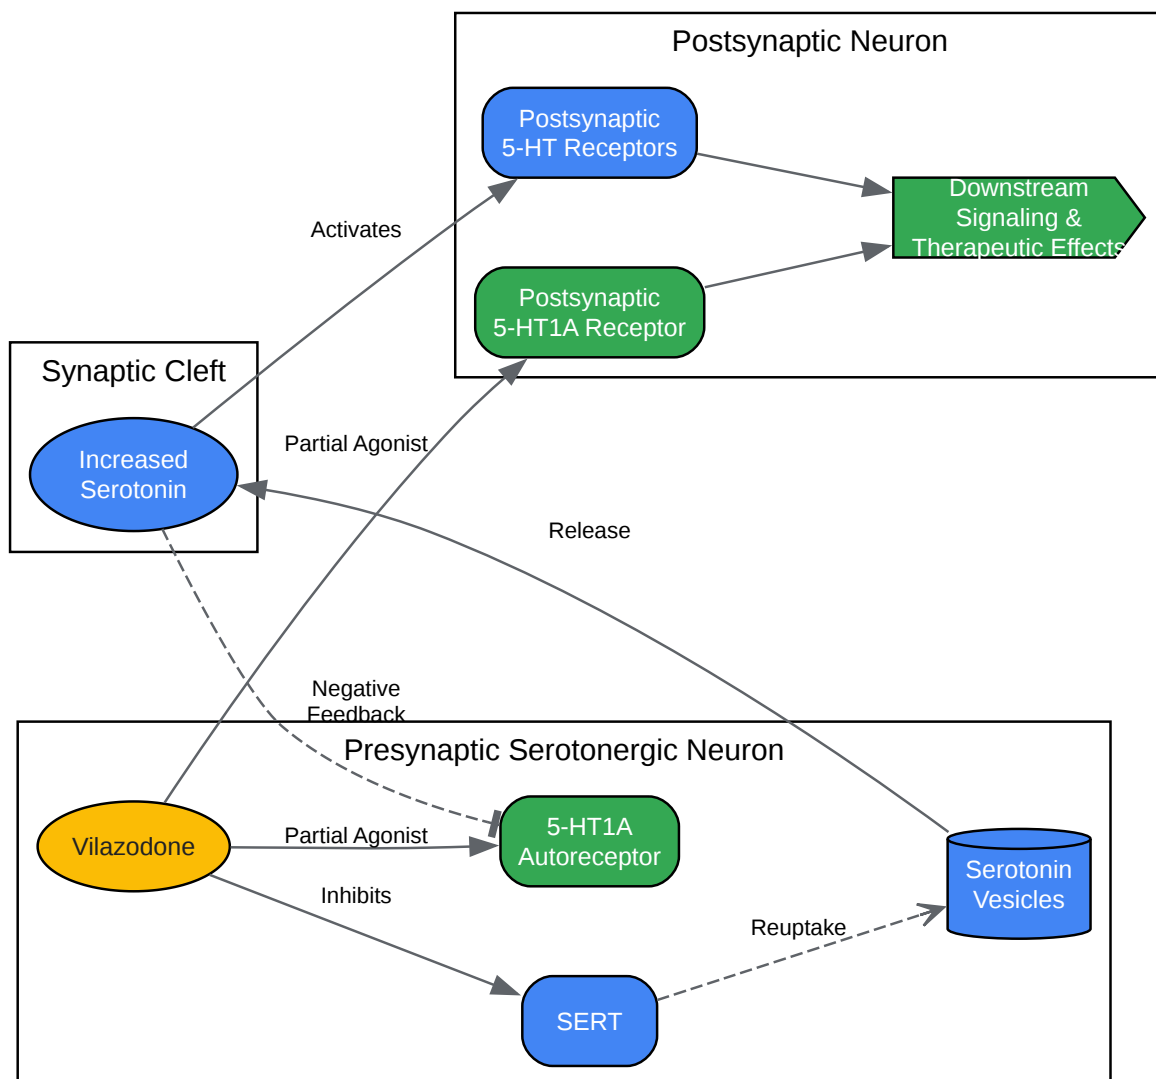 Postsynaptic Neuron
Postsynaptic
5-HT Receptors
Downstream
Signaling &
Therapeutic Effects
Activates
Postsynaptic
5-HT1A Receptor
Synaptic Cleft
Increased
Serotonin
Partial Agonist
Release
Negative
Feedback
Presynaptic Serotonergic Neuron
Vilazodone
Partial Agonist
5-HT1A
Autoreceptor
Inhibits
Serotonin
Vesicles
Reuptake
SERT